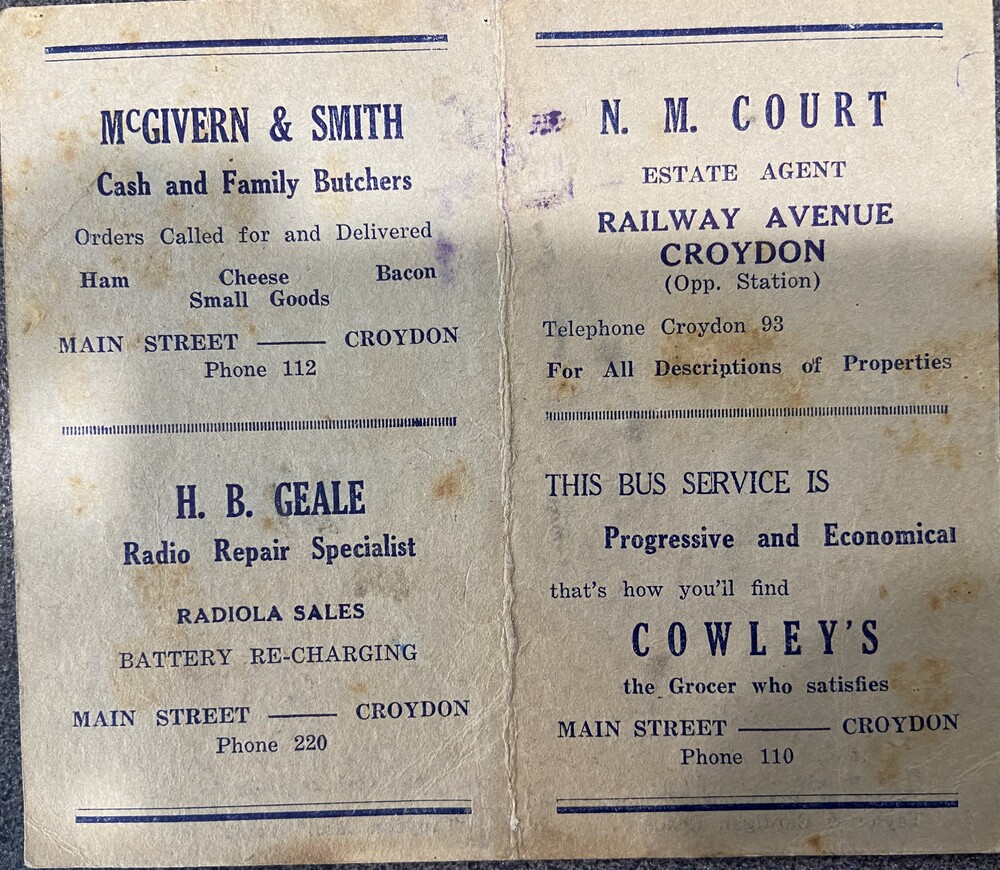 McGIVERN & SMITH
Cash and Family Butchers
Orders Called for and Delivered
Ham Cheese Bacon
Small Goods
MAIN STREET —— CROYDON
Phone 112
H. B. GEALE
Radio Repair Specialist
RADIOLA SALES
BATTERY RE-CHARGING
MAIN STREET —— CROYDON
Phone 220
N. M. COURT
ESTATE AGENT
RAILWAY AVENUE
CROYDON
(Opp. Station)
Telephone Croydon 93
For All Descriptions of Properties
THIS BUS SERVICE IS
Progressive and Economical
that's how you'll find
COWLEY'S
the Grocer who satisfies
MAIN STREET —— CROYDON
Phone 110